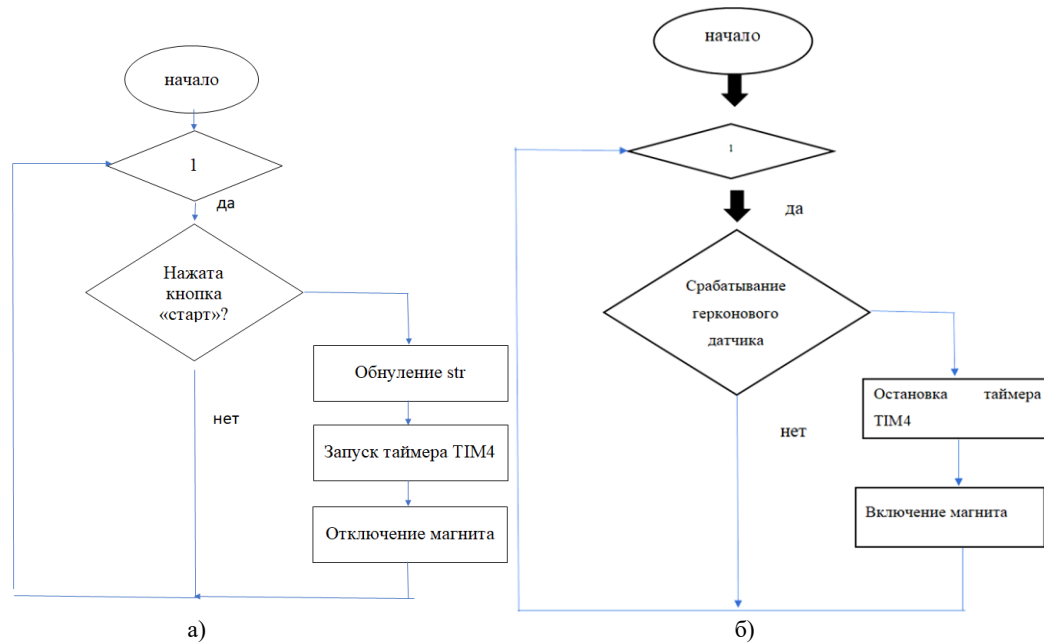 начало
1
да
Нажата
кнопка
«старт»?
Обнуление str
нет
Запуск таймера TIM4
Отключение магнита
а)
начало
1
да
Срабатывание
герконового
датчика
Остановка таймера
TIM4
нет
Включение магнита
б)